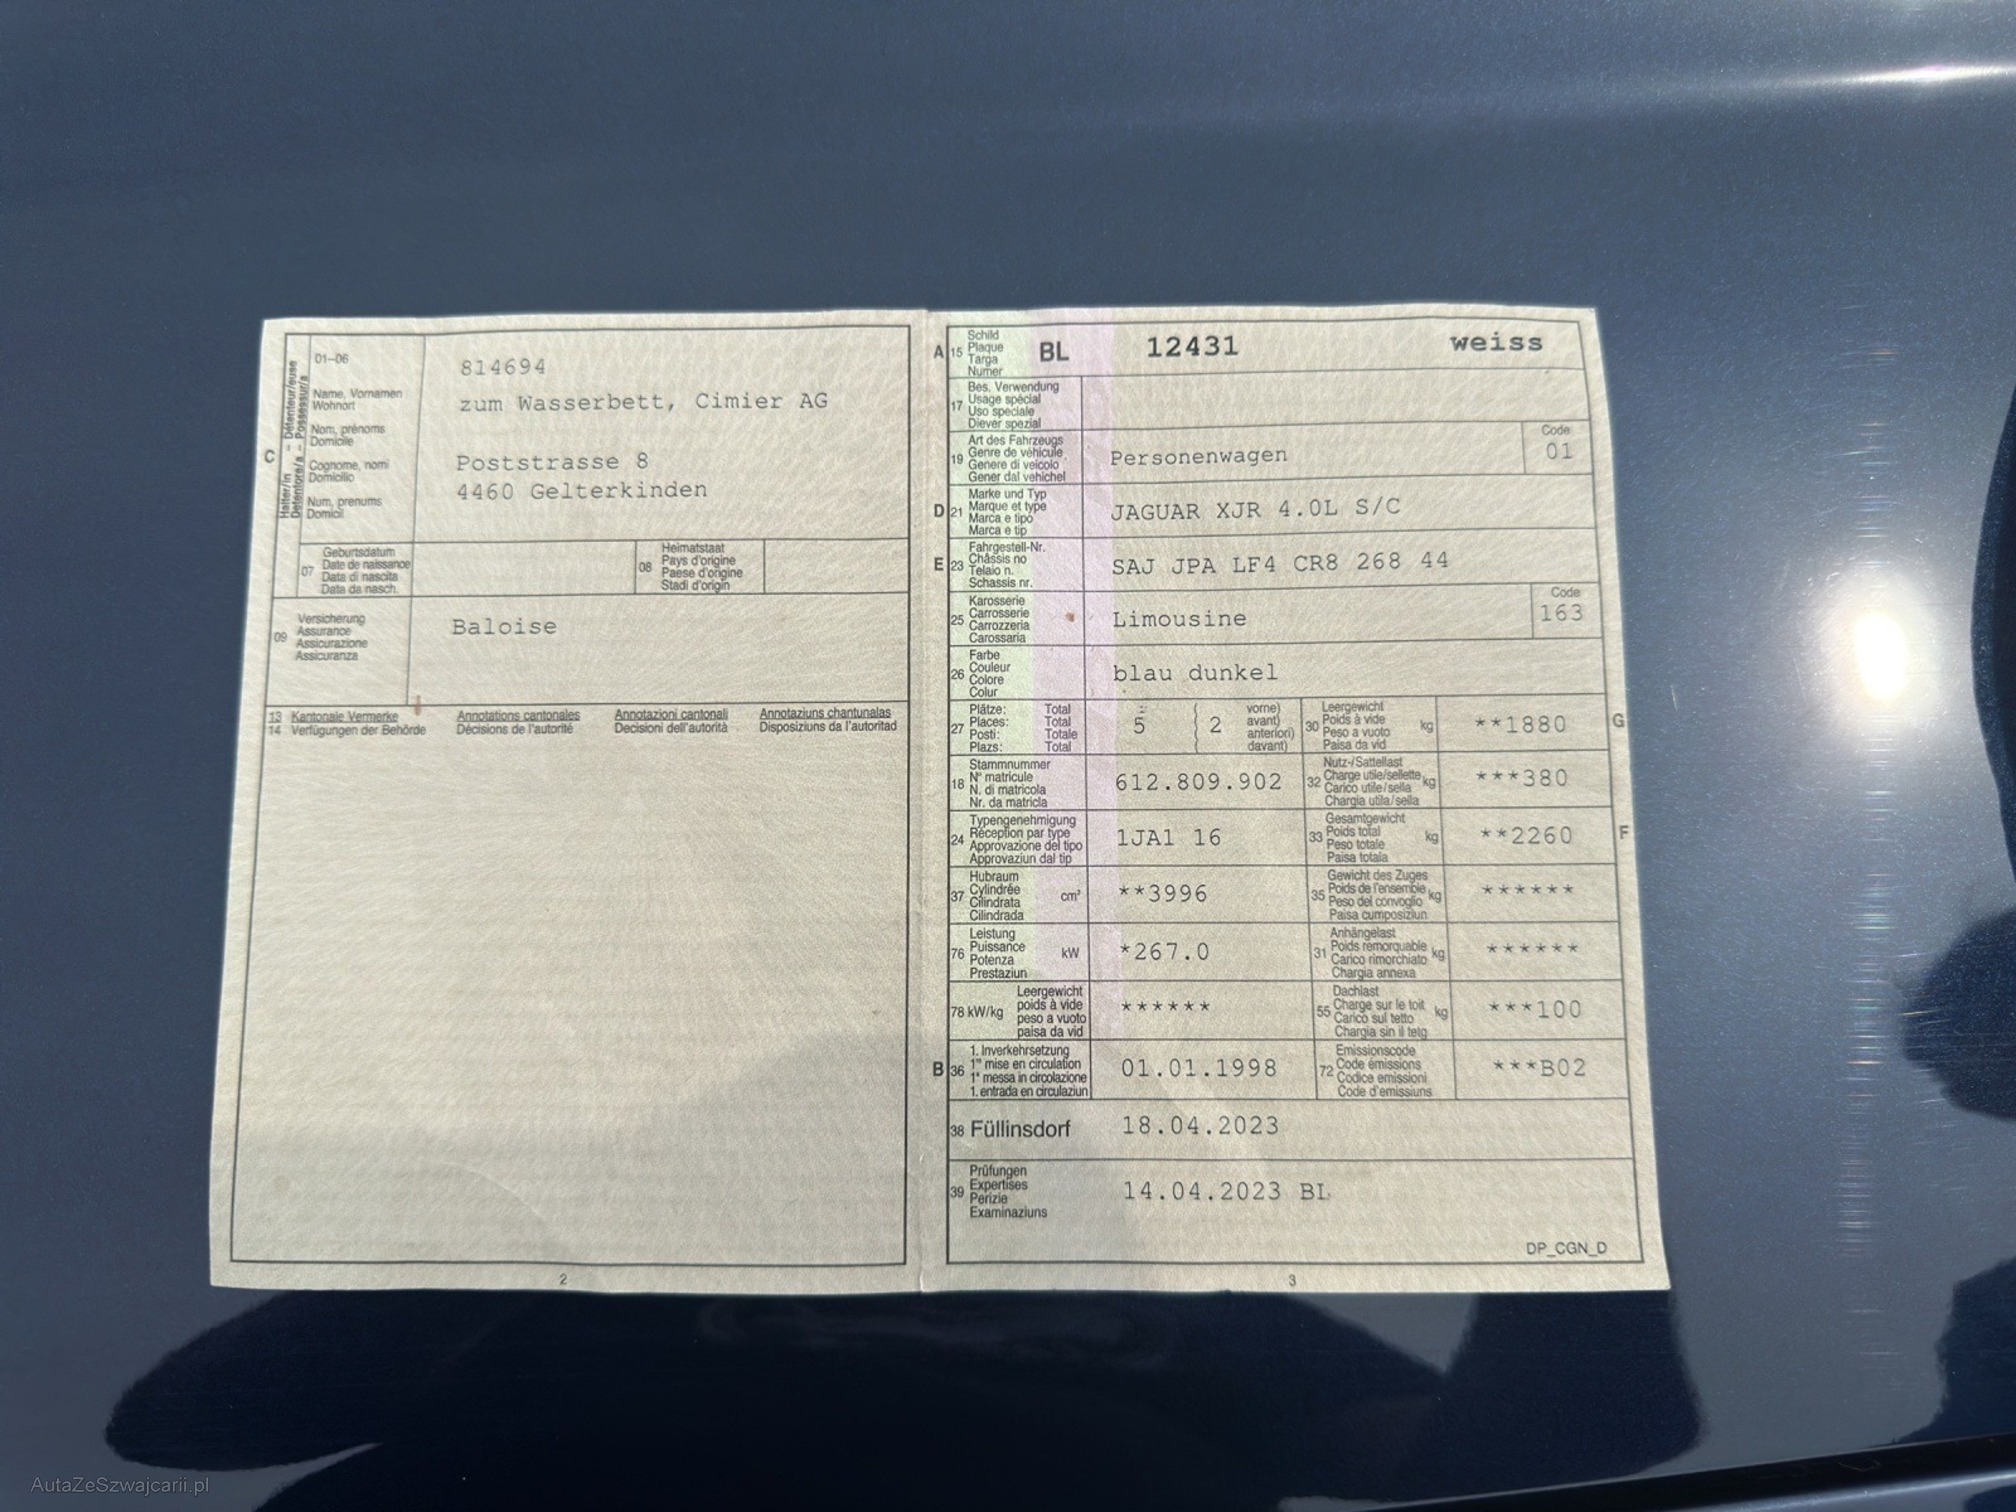 C
Halter/in - Détenteur/euse
Detentore/a - Possessur/a
01-06
814694
Name, Vornamen
Wohnort
zum Wasserbett, Cimier AG
Nom, prénoms
Domicile
Cognome, nomi
Domicilio
Poststrasse 8
Num, prenums
Domicil
4460 Gelterkinden
07
Geburtsdatum
Date de naissance
Data di nascita
Data da nasch.
08
Heimatstaat
Pays d'origine
Paese d'origine
Stadi d'origin
09
Versicherung
Assurance
Assicurazione
Assicuranza
Baloise
13 Kantonale Vermerke
14 Verfügungen der Behörde
Annotations cantonales
Décisions de l'autorité
Annotazioni cantonali
Decisioni dell'autorità
Annotaziuns chantunalas
Disposiziuns da l'autoritad
2
A 15
Schild
Plaque
Targa
Numer
BL 12431 weiss
17
Bes. Verwendung
Usage spécial
Uso speciale
Diever spezial
19
Art des Fahrzeugs
Genre de véhicule
Genere di veicolo
Gener dal vehichel
Personenwagen
Code
01
D 21
Marke und Typ
Marque et type
Marca e tipo
Marca e tip
JAGUAR XJR 4.0L S/C
E 23
Fahrgestell-Nr.
Châssis no
Telaio n.
Schassis nr.
SAJ JPA LF4 CR8 268 44
25
Karosserie
Carrosserie
Carrozzeria
Carossaria
Limousine
Code
163
26
Farbe
Couleur
Colore
Colur
blau dunkel
27
Plätze: Total
Places: Total
Posti: Totale
Plazs: Total
5 { 2
vorne)
avant)
anteriori)
davant)
30
Leergewicht
Poids à vide
Peso a vuoto
Paisa da vid
kg
**1880
G
18
Stammnummer
N° matricule
N. di matricola
Nr. da matricla
612.809.902
32
Nutz-/Sattellast
Charge utile/sellette
Carico utile/sella
Chargia utila/sella
kg
***380
24
Typengenehmigung
Réception par type
Approvazione del tipo
Approvaziun dal tip
1JA1 16
33
Gesamtgewicht
Poids total
Peso totale
Paisa totala
kg
**2260
F
37
Hubraum
Cylindrée
Cilindrata
Cilindrada
cm³
**3996
35
Gewicht des Zuges
Poids de l'ensemble
Peso del convoglio
Paisa cumposiziun
kg
******
76
Leistung
Puissance
Potenza
Prestaziun
kW
*267.0
31
Anhängelast
Poids remorquable
Carico rimorchiato
Chargia annexa
kg
******
78 kW/kg
Leergewicht
poids à vide
peso a vuoto
paisa da vid
******
55
Dachlast
Charge sur le toit
Carico sul tetto
Chargia sin il tetg
kg
***100
B 36
1. Inverkehrsetzung
1re mise en circulation
1a messa in circolazione
1. entrada en circulaziun
01.01.1998
72
Emissionscode
Code émissions
Codice emissioni
Code d'emissiuns
***B02
38 Füllinsdorf 18.04.2023
39
Prüfungen
Expertises
Perizie
Examinaziuns
14.04.2023 BL
DP_CGN_D
3
AutaZeSzwajcarii.pl